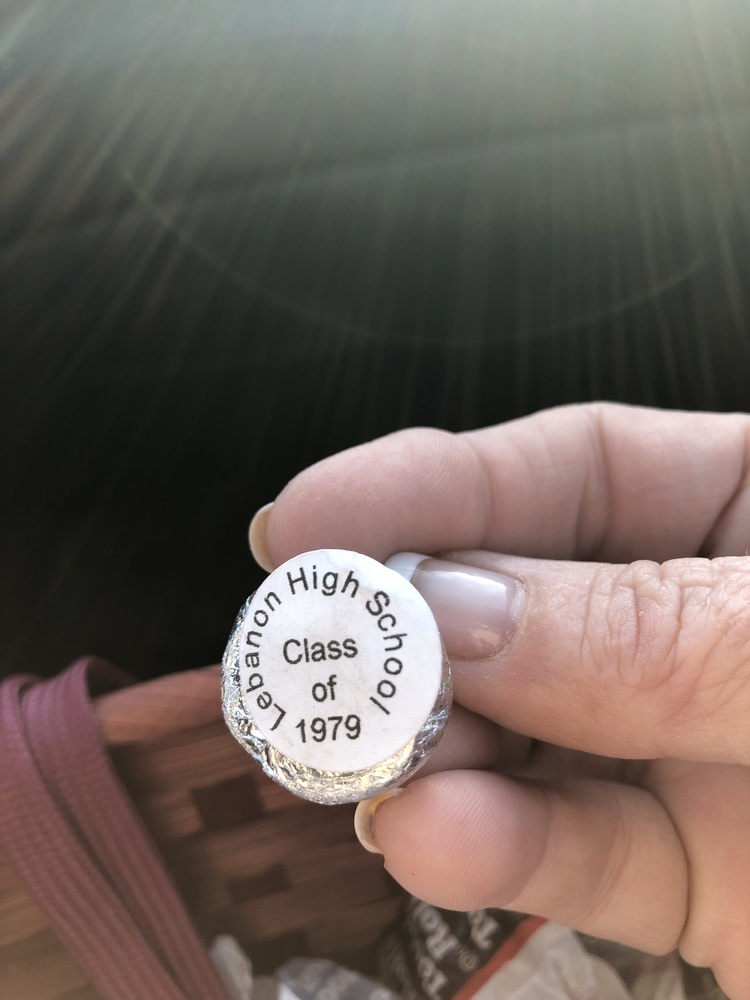 Lebanon High School
Class
of
1979